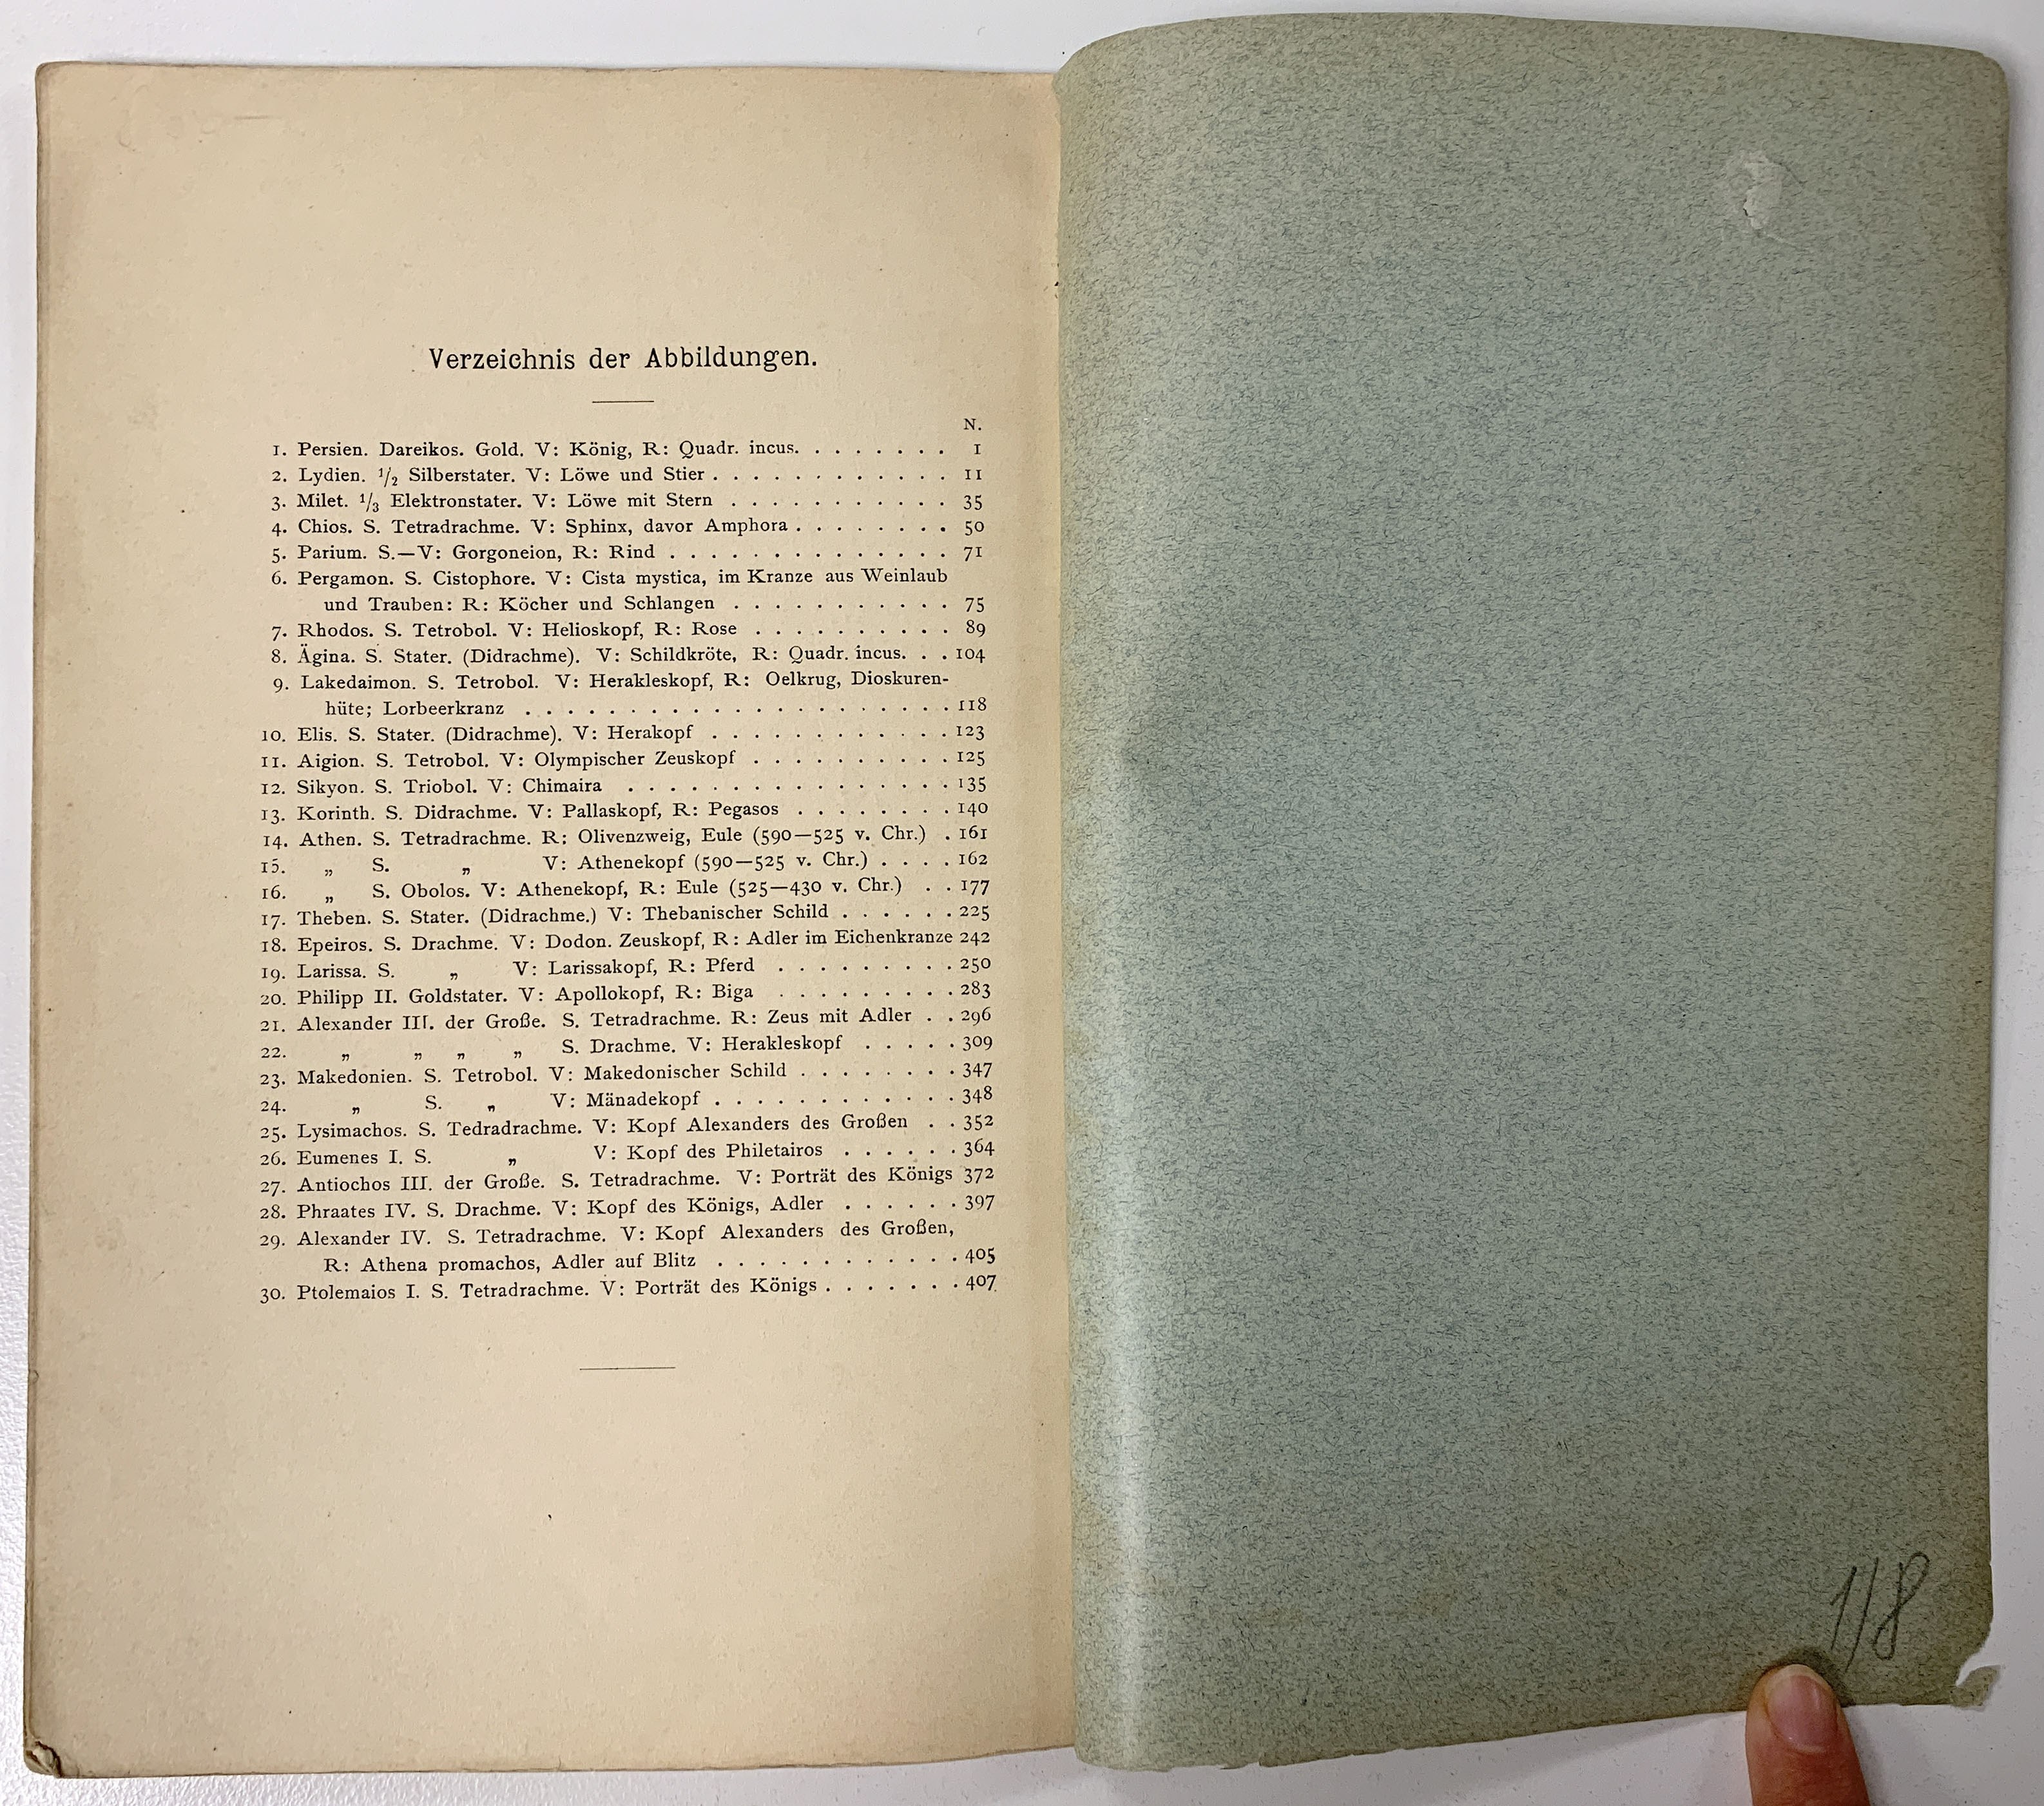 Verzeichnis der Abbildungen.
N.
1. Persien. Dareikos. Gold. V: König, R: Quadr. incus. . . . . . . . 1
2. Lydien. 1/2 Silberstater. V: Löwe und Stier . . . . . . . . . . . . 11
3. Milet. 1/3 Elektronstater. V: Löwe mit Stern . . . . . . . . . . . 35
4. Chios. S. Tetradrachme. V: Sphinx, davor Amphora . . . . . . . . 50
5. Parium. S.—V: Gorgoneion, R: Rind . . . . . . . . . . . . . . 71
6. Pergamon. S. Cistophore. V: Cista mystica, im Kranze aus Weinlaub
und Trauben: R: Köcher und Schlangen . . . . . . . . . . . 75
7. Rhodos. S. Tetrobol. V: Helioskopf, R: Rose . . . . . . . . . . 89
8. Ägina. S. Stater. (Didrachme). V: Schildkröte, R: Quadr. incus. . . 104
9. Lakedaimon. S. Tetrobol. V: Herakleskopf, R: Oelkrug, Dioskuren-
hüte; Lorbeerkranz . . . . . . . . . . . . . . . . . . . . . 118
10. Elis. S. Stater. (Didrachme). V: Herakopf . . . . . . . . . . . . 123
11. Aigion. S. Tetrobol. V: Olympischer Zeuskopf . . . . . . . . . . 125
12. Sikyon. S. Triobol. V: Chimaira . . . . . . . . . . . . . . . . 135
13. Korinth. S. Didrachme. V: Pallaskopf, R: Pegasos . . . . . . . . 140
14. Athen. S. Tetradrachme. R: Olivenzweig, Eule (590—525 v. Chr.) . 161
15. „ S. „ V: Athenekopf (590—525 v. Chr.) . . . . 162
16. „ S. Obolos. V: Athenekopf, R: Eule (525—430 v. Chr.) . . 177
17. Theben. S. Stater. (Didrachme.) V: Thebanischer Schild . . . . . . 225
18. Epeiros. S. Drachme. V: Dodon. Zeuskopf, R: Adler im Eichenkranze 242
19. Larissa. S. „ V: Larissakopf, R: Pferd . . . . . . . . . 250
20. Philipp II. Goldstater. V: Apollokopf, R: Biga . . . . . . . . . 283
21. Alexander III. der Große. S. Tetradrachme. R: Zeus mit Adler . . 296
22. „ „ „ „ S. Drachme. V: Herakleskopf . . . . . 309
23. Makedonien. S. Tetrobol. V: Makedonischer Schild . . . . . . . . 347
24. „ S. „ V: Mänadekopf . . . . . . . . . . . . 348
25. Lysimachos. S. Tedradrachme. V: Kopf Alexanders des Großen . . 352
26. Eumenes I. S. „ V: Kopf des Philetairos . . . . . . 364
27. Antiochos III. der Große. S. Tetradrachme. V: Porträt des Königs 372
28. Phraates IV. S. Drachme. V: Kopf des Königs, Adler . . . . . . 397
29. Alexander IV. S. Tetradrachme. V: Kopf Alexanders des Großen,
R: Athena promachos, Adler auf Blitz . . . . . . . . . . . . 405
30. Ptolemaios I. S. Tetradrachme. V: Porträt des Königs . . . . . . . 407
1/8